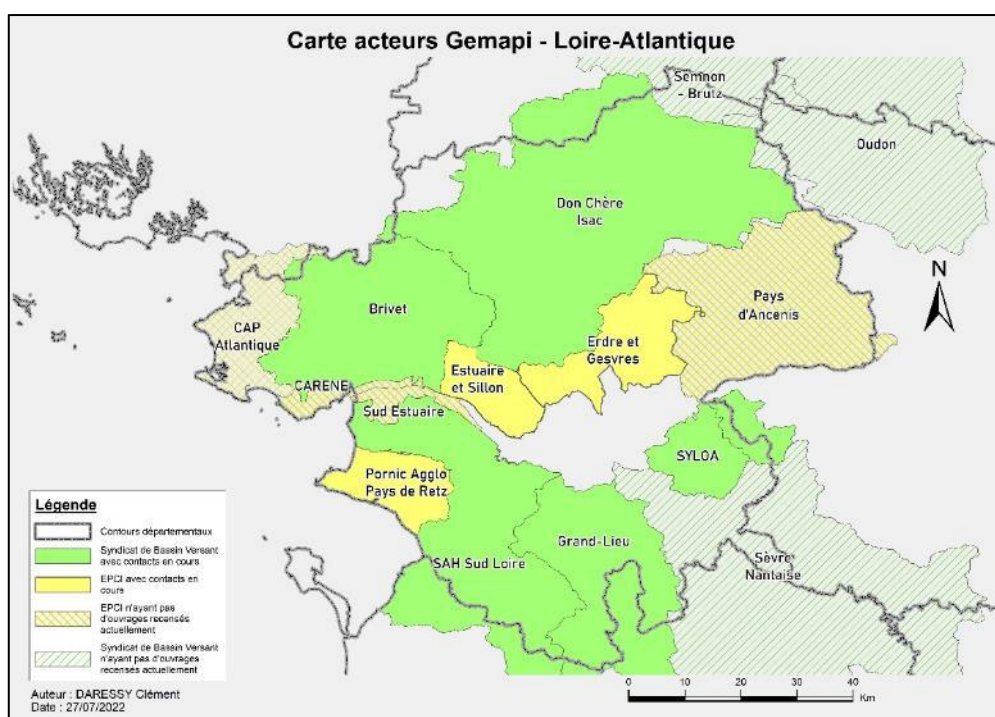 Carte acteurs Gemapi - Loire-Atlantique
Semnon
- Brutz
Oudon
Don Chère
Isac
N
Pays
d'Ancenis
Brivet
CAP
Atlantique
Erdre et
Gesvres
Estuaire
et Sillon
CARENE
Sud Estuaire
SYLOA
Pornic Agglo
Pays de Retz
Grand-Lieu
SAH Sud Loire
Sèvre
Nantaise
Légende
Contours départementaux
Syndicat de Bassin Versant
avec contacts en cours
EPCI avec contacts en
cours
EPCI n'ayant pas
d'ouvrages recensés
actuellement
Syndicat de Bassin Versant
n'ayant pas d'ouvrages
recensés actuellement
Auteur : DARESSY Clément
Date : 27/07/2022
0 10 20 30 40
Km